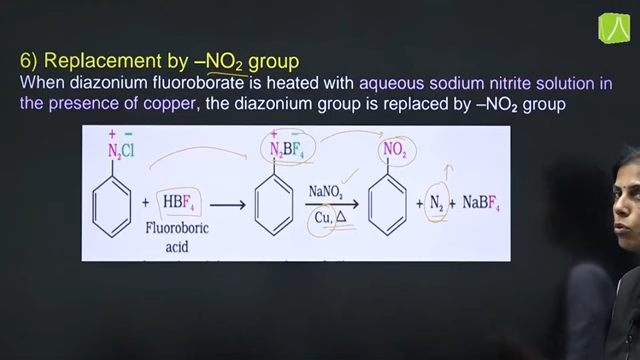 6) Replacement by –NO₂ group
When diazonium fluoroborate is heated with aqueous sodium nitrite solution in
the presence of copper, the diazonium group is replaced by –NO₂ group
+ − + −
N₂Cl N₂BF₄ NO₂
+ HBF₄ NaNO₂ + N₂ + NaBF₄
Fluoroboric Cu, △
acid